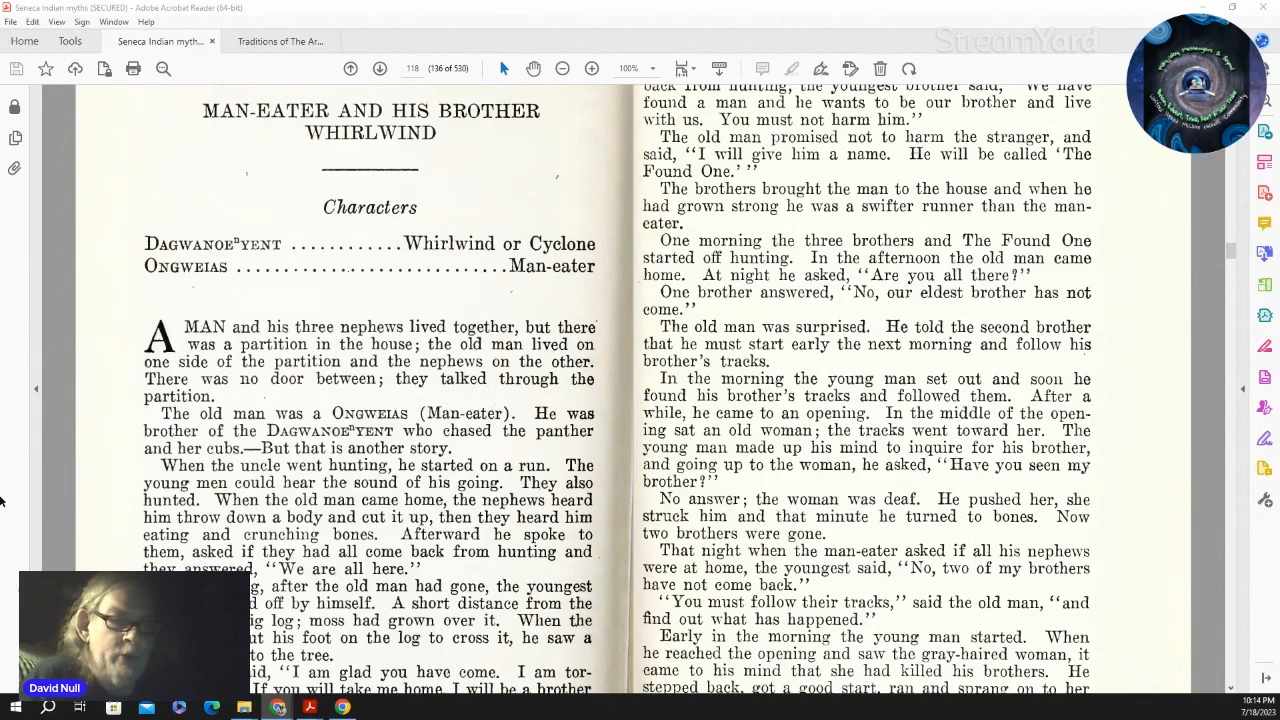 Seneca Indian myths (SECURED) - Adobe Acrobat Reader (64-bit)
File Edit View Sign Window Help
Home Tools Seneca Indian myth... × Traditions of The Ar...
StreamYard
118 (136 of 530) 100%
MAN-EATER AND HIS BROTHER
WHIRLWIND
Characters
DAGWANOEⁿYENT ............Whirlwind or Cyclone
ONGWEIAS ...............................Man-eater
A MAN and his three nephews lived together, but there
was a partition in the house; the old man lived on
one side of the partition and the nephews on the other.
There was no door between; they talked through the
partition.
The old man was a ONGWEIAS (Man-eater). He was
brother of the DAGWANOEⁿYENT who chased the panther
and her cubs.—But that is another story.
When the uncle went hunting, he started on a run. The
young men could hear the sound of his going. They also
hunted. When the old man came home, the nephews heard
him throw down a body and cut it up, then they heard him
eating and crunching bones. Afterward he spoke to
them, asked if they had all come back from hunting and
they answered, "We are all here."
after the old man had gone, the youngest
off by himself. A short distance from the
log; moss had grown over it. When the
his foot on the log to cross it, he saw a
to the tree.
"I am glad you have come. I am tor-
If you will take me home, I will be a brother
back from hunting, the youngest brother said, "We have
found a man and he wants to be our brother and live
with us. You must not harm him."
The old man promised not to harm the stranger, and
said, "I will give him a name. He will be called 'The
Found One.' "
The brothers brought the man to the house and when he
had grown strong he was a swifter runner than the man-
eater.
One morning the three brothers and The Found One
started off hunting. In the afternoon the old man came
home. At night he asked, "Are you all there?"
One brother answered, "No, our eldest brother has not
come."
The old man was surprised. He told the second brother
that he must start early the next morning and follow his
brother's tracks.
In the morning the young man set out and soon he
found his brother's tracks and followed them. After a
while, he came to an opening. In the middle of the open-
ing sat an old woman; the tracks went toward her. The
young man made up his mind to inquire for his brother,
and going up to the woman, he asked, "Have you seen my
brother?"
No answer; the woman was deaf. He pushed her, she
struck him and that minute he turned to bones. Now
two brothers were gone.
That night when the man-eater asked if all his nephews
were at home, the youngest said, "No, two of my brothers
have not come back."
"You must follow their tracks," said the old man, "and
find out what has happened."
Early in the morning the young man started. When
he reached the opening and saw the gray-haired woman, it
came to his mind that she had killed his brothers. He
stepped back, got a good start, ran and sprang on to her
David Null
10:14 PM
7/18/2023